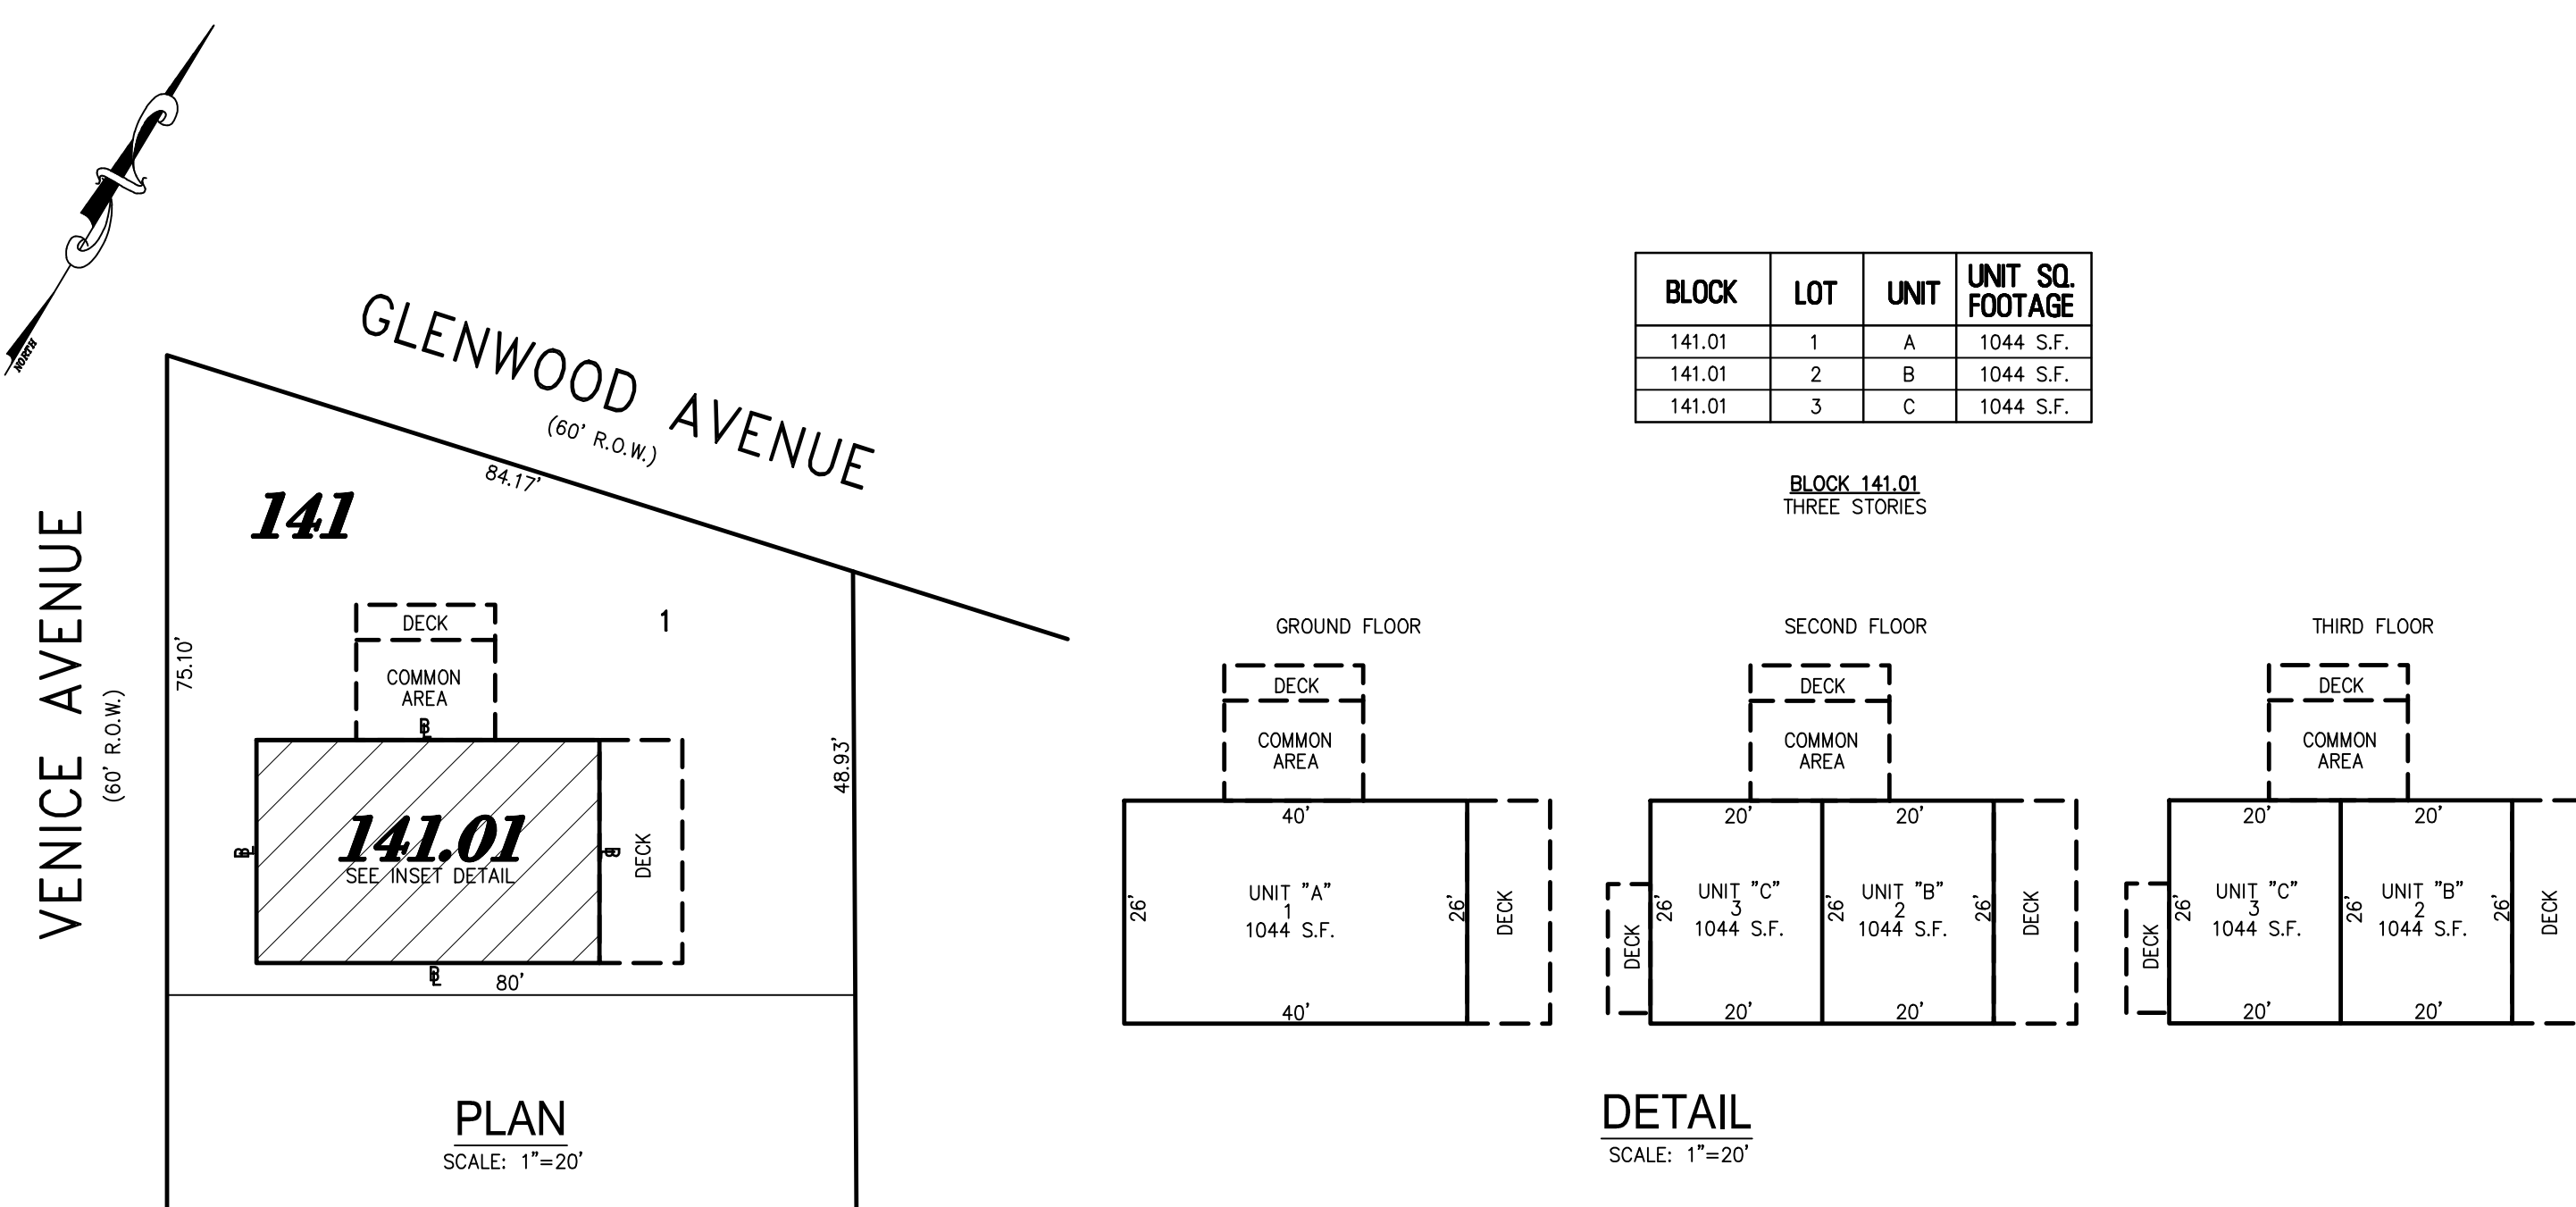 NORTH
GLENWOOD AVENUE
(60' R.O.W.)
84.17'
VENICE AVENUE
(60' R.O.W.)
75.10'
141
1
DECK
COMMON
AREA
BL
48.93'
BL
141.01
SEE INSET DETAIL
BL
DECK
BL
80'
PLAN
SCALE: 1"=20'
BLOCK LOT UNIT UNIT SQ. FOOTAGE
141.01 1 A 1044 S.F.
141.01 2 B 1044 S.F.
141.01 3 C 1044 S.F.
BLOCK 141.01
THREE STORIES
GROUND FLOOR
DECK
COMMON
AREA
40'
26'
UNIT "A"
1
1044 S.F.
26'
DECK
40'
SECOND FLOOR
DECK
COMMON
AREA
20' 20'
DECK
26'
UNIT "C"
3
1044 S.F.
26'
UNIT "B"
2
1044 S.F.
26'
DECK
20' 20'
THIRD FLOOR
DECK
COMMON
AREA
20' 20'
DECK
26'
UNIT "C"
3
1044 S.F.
26'
UNIT "B"
2
1044 S.F.
26'
DECK
20' 20'
DETAIL
SCALE: 1"=20'